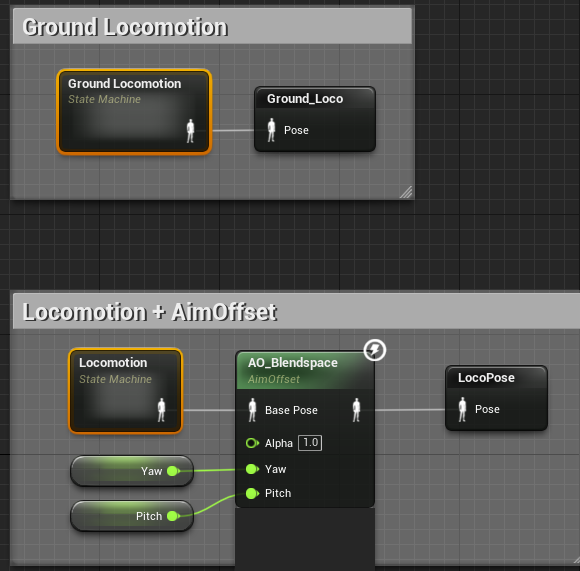 Ground Locomotion
Ground Locomotion
State Machine
Ground_Loco
Pose
Locomotion + AimOffset
Locomotion
State Machine
AO_Blendspace
AimOffset
Base Pose
Alpha 1.0
Yaw
Pitch
LocoPose
Pose
Yaw
Pitch